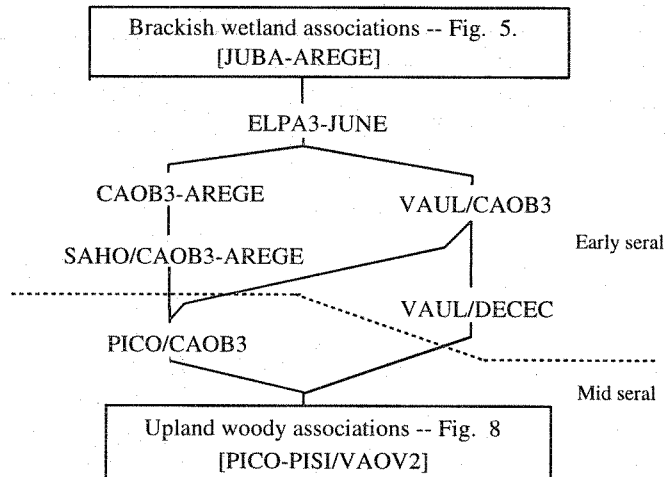 Brackish wetland associations -- Fig. 5.
[JUBA-AREGE]
ELPA3-JUNE
CAOB3-AREGE
VAUL/CAOB3
Early seral
SAHO/CAOB3-AREGE
VAUL/DECEC
PICO/CAOB3
Mid seral
Upland woody associations -- Fig. 8
[PICO-PISI/VAOV2]